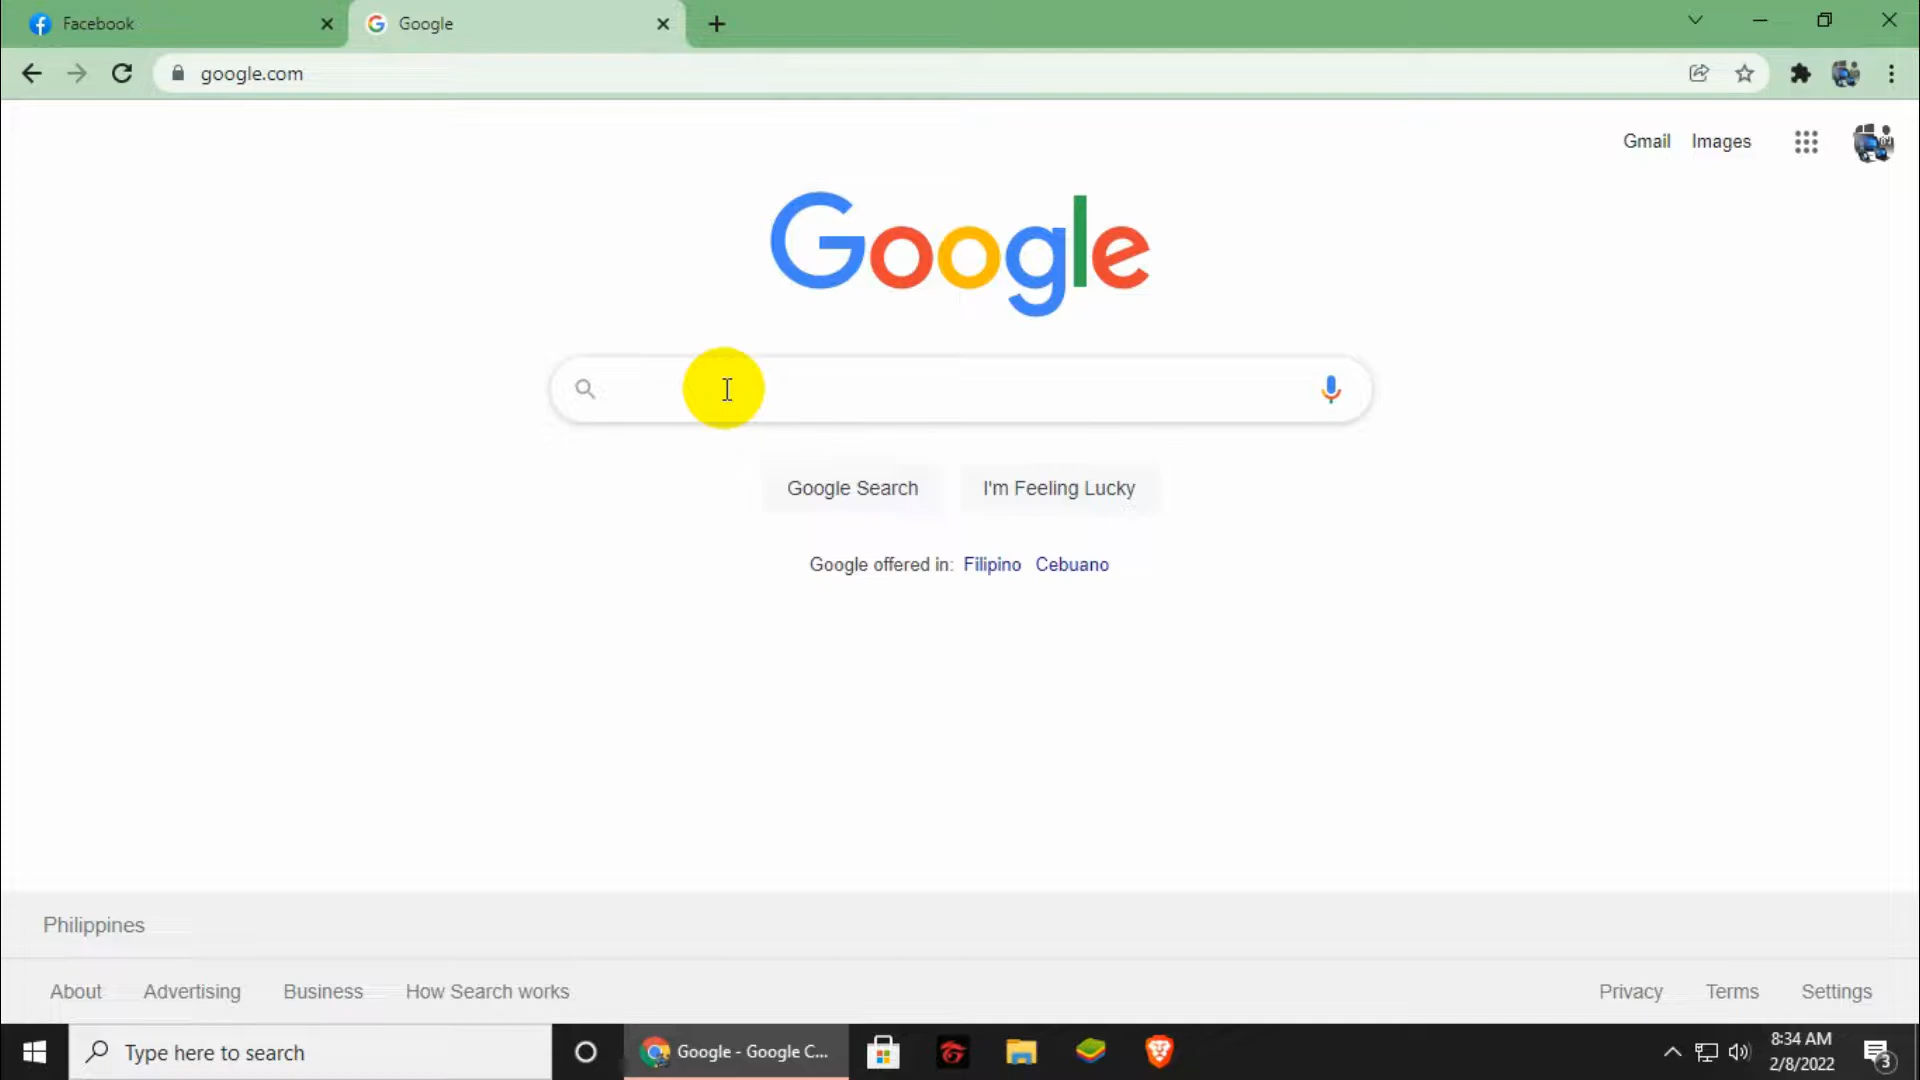 Facebook
Google
google.com
Gmail Images
Google
Google Search I'm Feeling Lucky
Google offered in: Filipino Cebuano
Philippines
About Advertising Business How Search works
Privacy Terms Settings
Type here to search
Google - Google C...
8:34 AM
2/8/2022
3